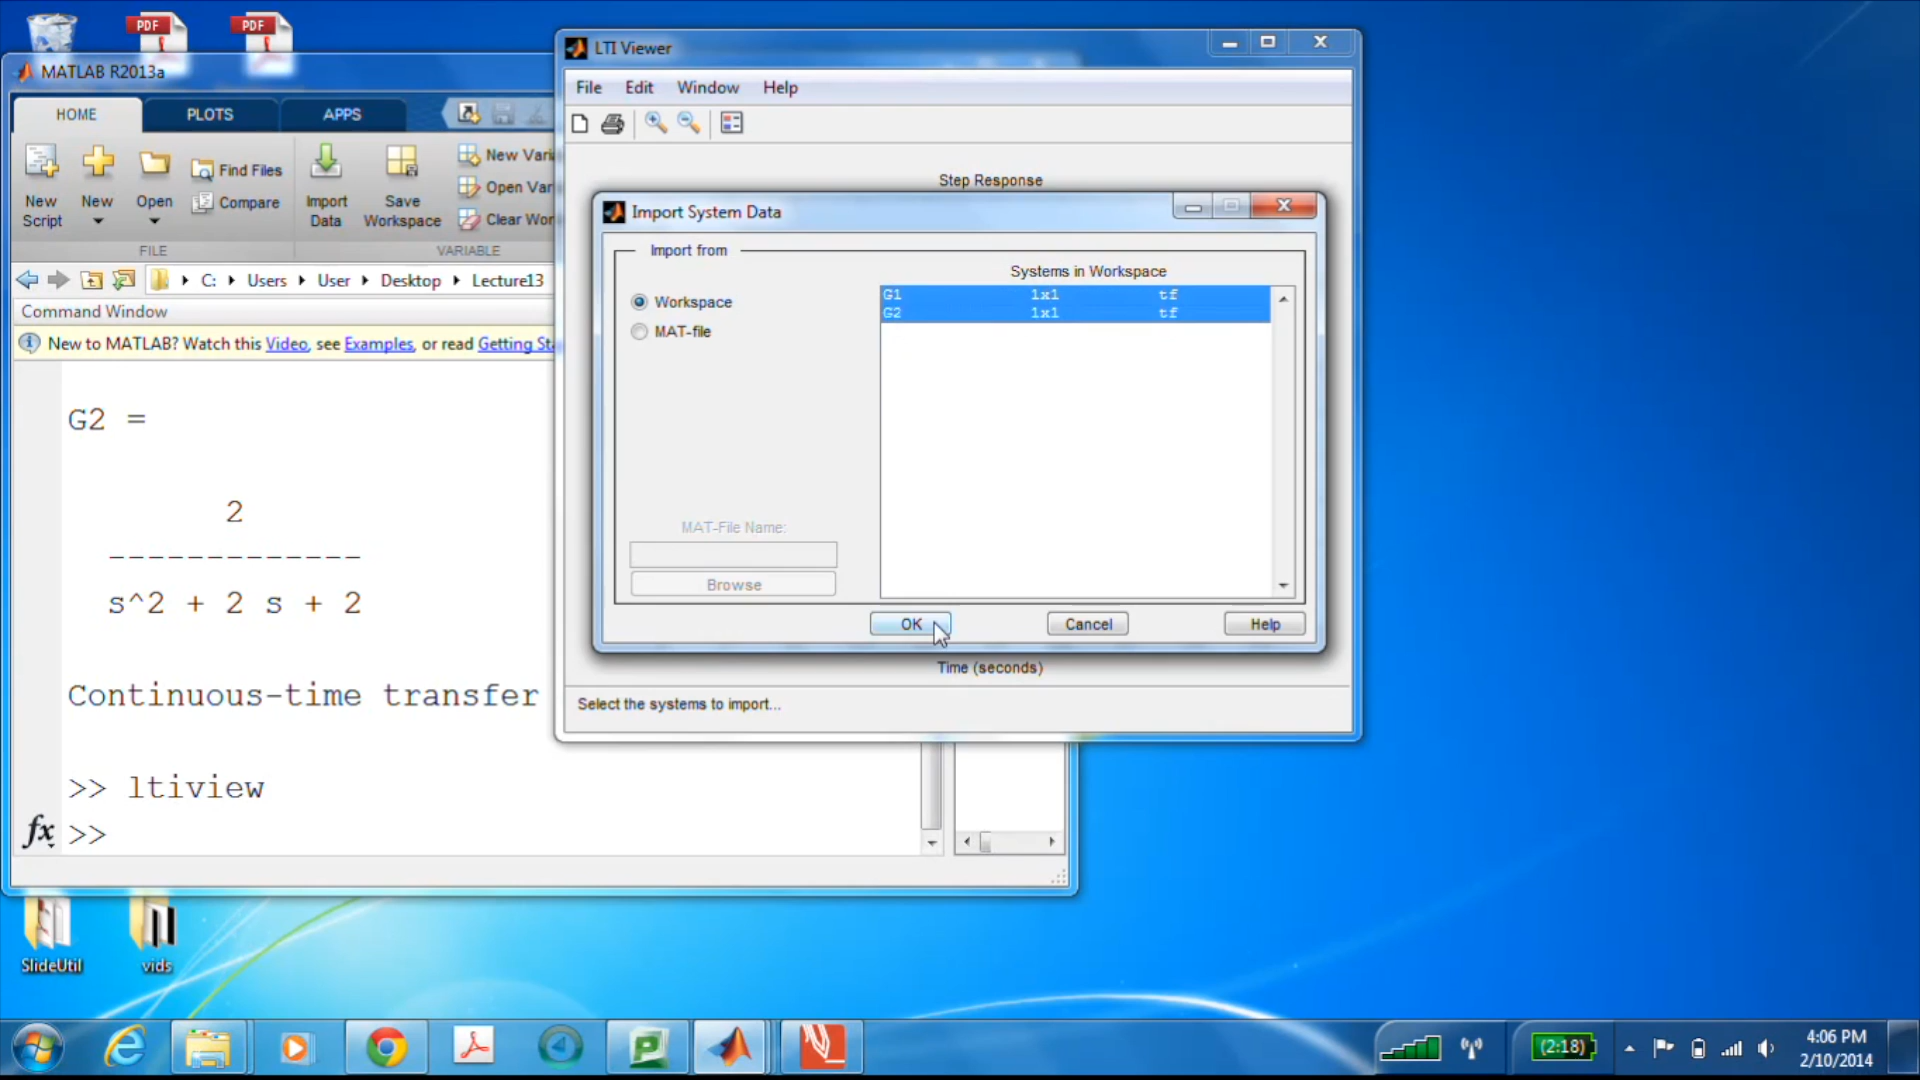 PDF
PDF
MATLAB R2013a
HOME
PLOTS
APPS
New Script
New
Open
Find Files
Compare
Import Data
Save Workspace
New Vari
Open Var
Clear Wor
FILE
VARIABLE
C:
Users
User
Desktop
Lecture13
Command Window
New to MATLAB? Watch this Video, see Examples, or read Getting Sta
G2 =
2
-------------
s^2 + 2 s + 2
Continuous-time transfer
>> ltiview
fx >>
LTI Viewer
File Edit Window Help
Step Response
Import System Data
Import from
Systems in Workspace
Workspace
MAT-file
G1 1x1 tf
G2 1x1 tf
MAT-File Name:
Browse
OK
Cancel
Help
Time (seconds)
Select the systems to import...
SlideUtil
vids
(2:18)
4:06 PM
2/10/2014